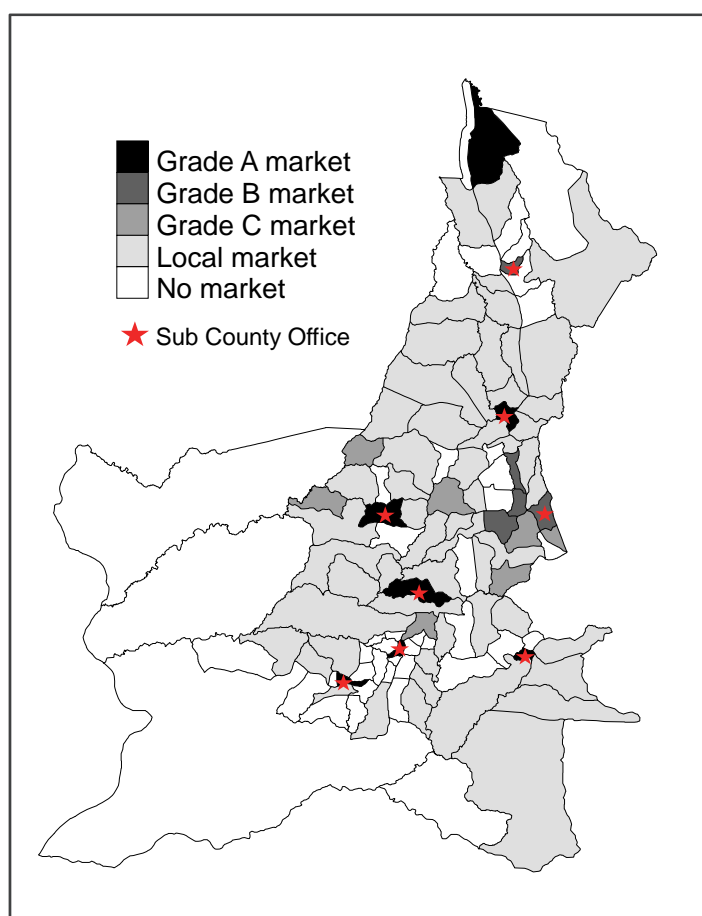 Grade A market
Grade B market
Grade C market
Local market
No market
Sub County Office